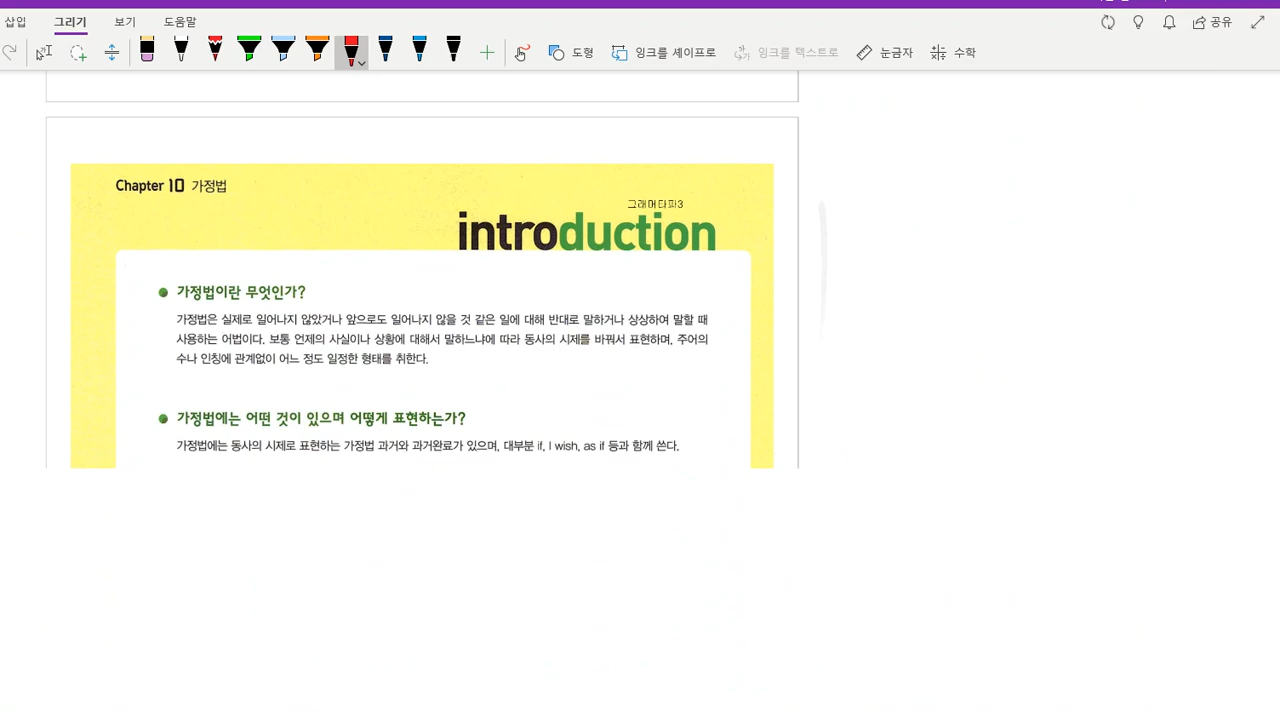 삽입 그리기 보기 도움말
공유
도형 잉크를 셰이프로 잉크를 텍스트로 눈금자 수학
Chapter 10 가정법
그래머타파3
introduction
가정법이란 무엇인가?
가정법은 실제로 일어나지 않았거나 앞으로도 일어나지 않을 것 같은 일에 대해 반대로 말하거나 상상하여 말할 때
사용하는 어법이다. 보통 언제의 사실이나 상황에 대해서 말하느냐에 따라 동사의 시제를 바꿔서 표현하며, 주어의
수나 인칭에 관계없이 어느 정도 일정한 형태를 취한다.
가정법에는 어떤 것이 있으며 어떻게 표현하는가?
가정법에는 동사의 시제로 표현하는 가정법 과거와 과거완료가 있으며, 대부분 if, I wish, as if 등과 함께 쓴다.